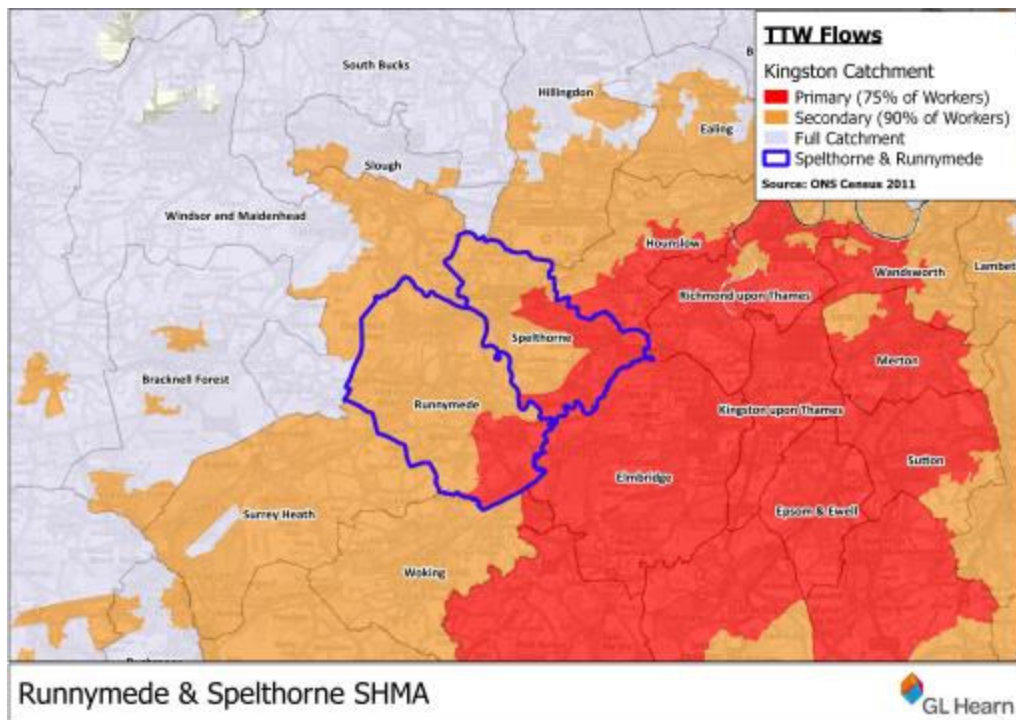 TTW Flows
Kingston Catchment
Primary (75% of Workers)
Secondary (90% of Workers)
Full Catchment
Spelthorne & Runnymede
Source: ONS Census 2011
South Bucks
Hillingdon
Ealing
Slough
Windsor and Maidenhead
Hounslow
Wandsworth
Lambet
Richmond upon Thames
Spelthorne
Merton
Bracknell Forest
Runnymede
Kingston upon Thames
Sutton
Elmbridge
Epsom & Ewell
Surrey Heath
Woking
Runnymede & Spelthorne SHMA
GL Hearn